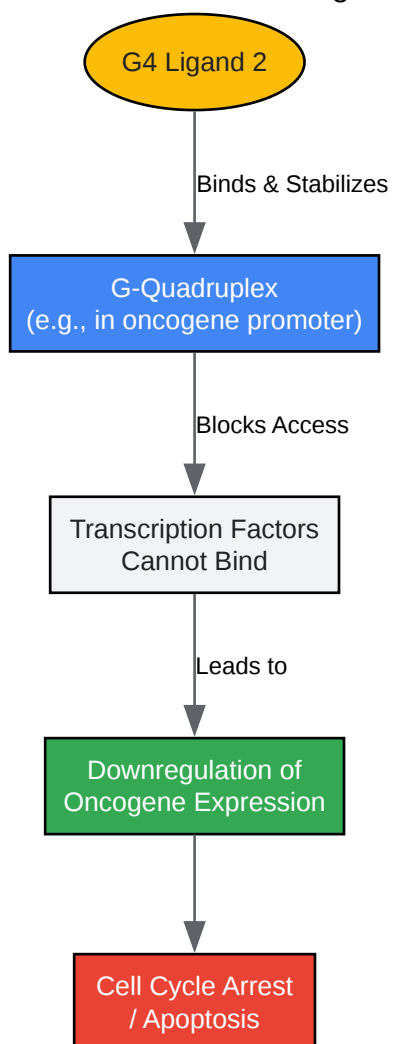 G4 Ligand 2
Binds & Stabilizes
G-Quadruplex
(e.g., in oncogene promoter)
Blocks Access
Transcription Factors
Cannot Bind
Leads to
Downregulation of
Oncogene Expression
Cell Cycle Arrest
/ Apoptosis